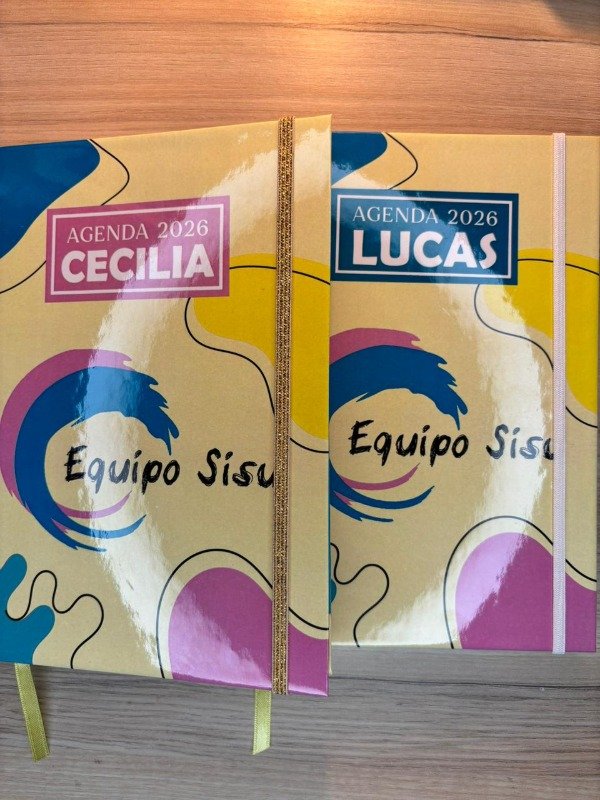 AGENDA 2026
CECILIA
Equipo Sisu
AGENDA 2026
LUCAS
Equipo Sisu